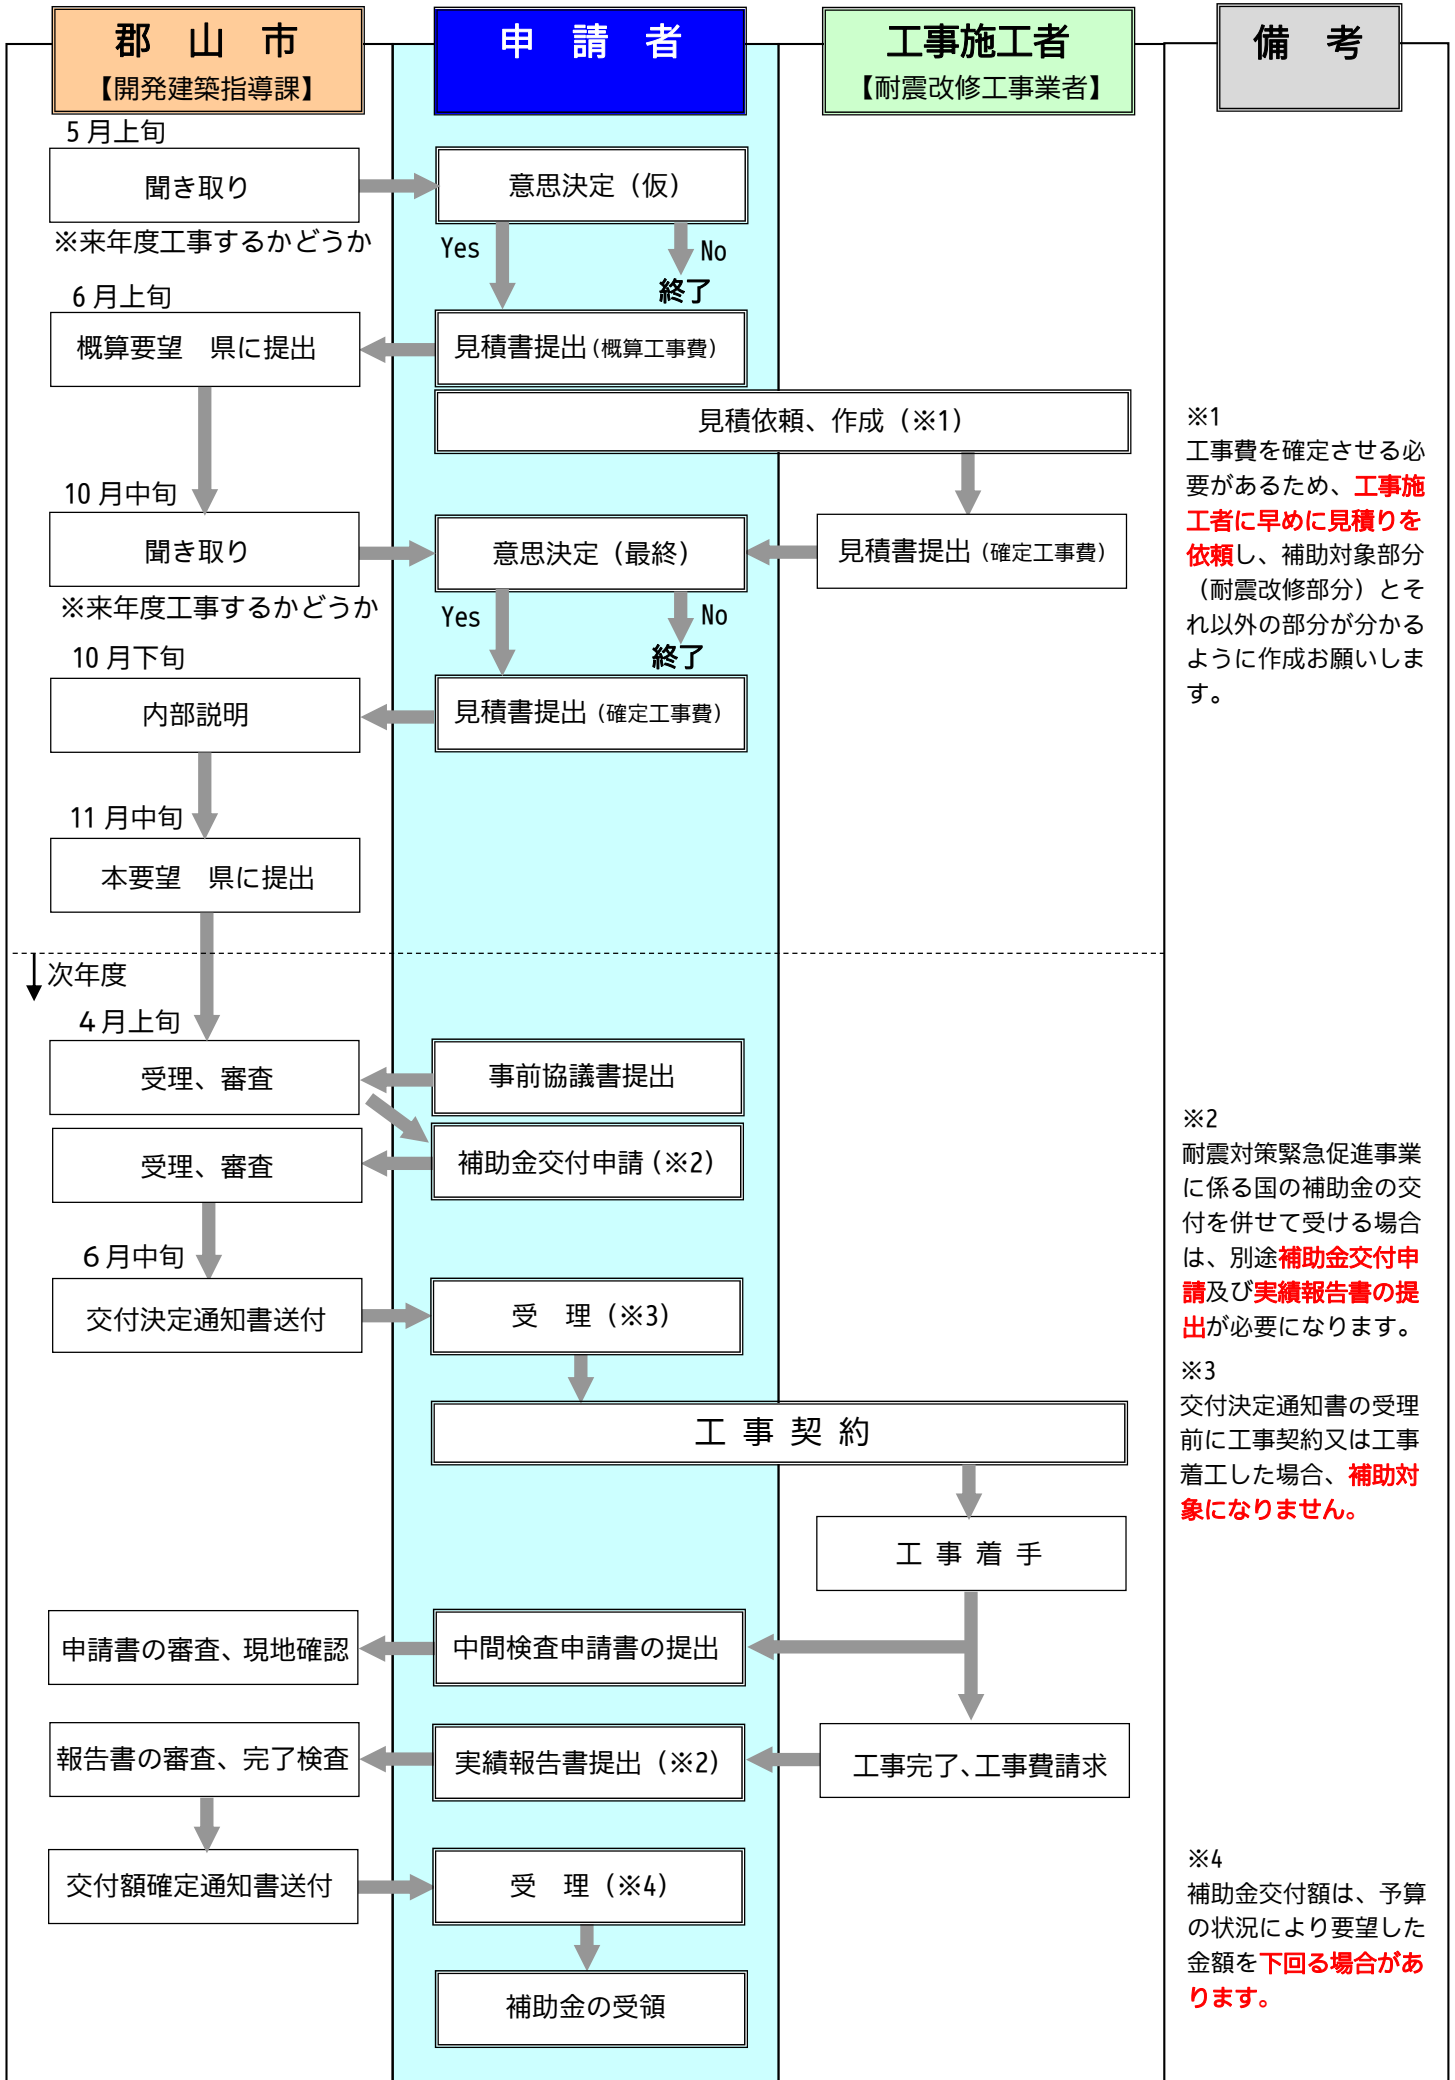 郡 山 市
【開発建築指導課】
申 請 者
工事施工者
【耐震改修工事業者】
備 考
5月上旬
聞き取り
意思決定（仮）
※来年度工事するかどうか
Yes
No
終了
6月上旬
概算要望 県に提出
見積書提出(概算工事費)
見積依頼、作成（※1）
10月中旬
聞き取り
意思決定（最終）
見積書提出（確定工事費）
※来年度工事するかどうか
Yes
No
終了
10月下旬
内部説明
見積書提出（確定工事費）
11月中旬
本要望 県に提出
※1
工事費を確定させる必
要があるため、工事施
工者に早めに見積りを
依頼し、補助対象部分
（耐震改修部分）とそ
れ以外の部分が分かる
ように作成お願いしま
す。
次年度
4月上旬
受理、審査
事前協議書提出
受理、審査
補助金交付申請(※2)
6月中旬
交付決定通知書送付
受 理（※3）
工 事 契 約
工 事 着 手
申請書の審査、現地確認
中間検査申請書の提出
報告書の審査、完了検査
実績報告書提出（※2）
工事完了、工事費請求
交付額確定通知書送付
受 理（※4）
補助金の受領
※2
耐震対策緊急促進事業
に係る国の補助金の交
付を併せて受ける場合
は、別途補助金交付申
請及び実績報告書の提
出が必要になります。
※3
交付決定通知書の受理
前に工事契約又は工事
着工した場合、補助対
象になりません。
※4
補助金交付額は、予算
の状況により要望した
金額を下回る場合があ
ります。